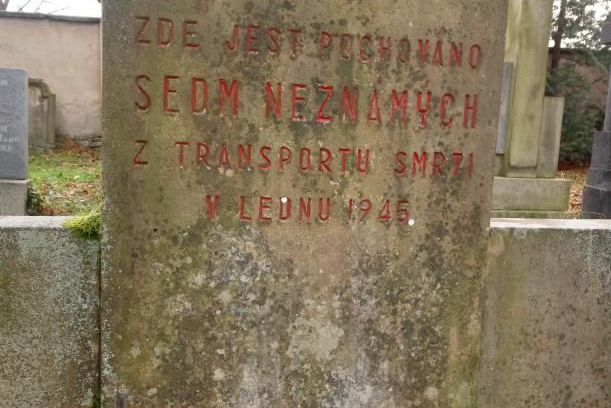 ZDE JEST POCHOVÁNO
SEDM NEZNÁMÝCH
Z TRANSPORTU SMRTI
V LEDNU 1945